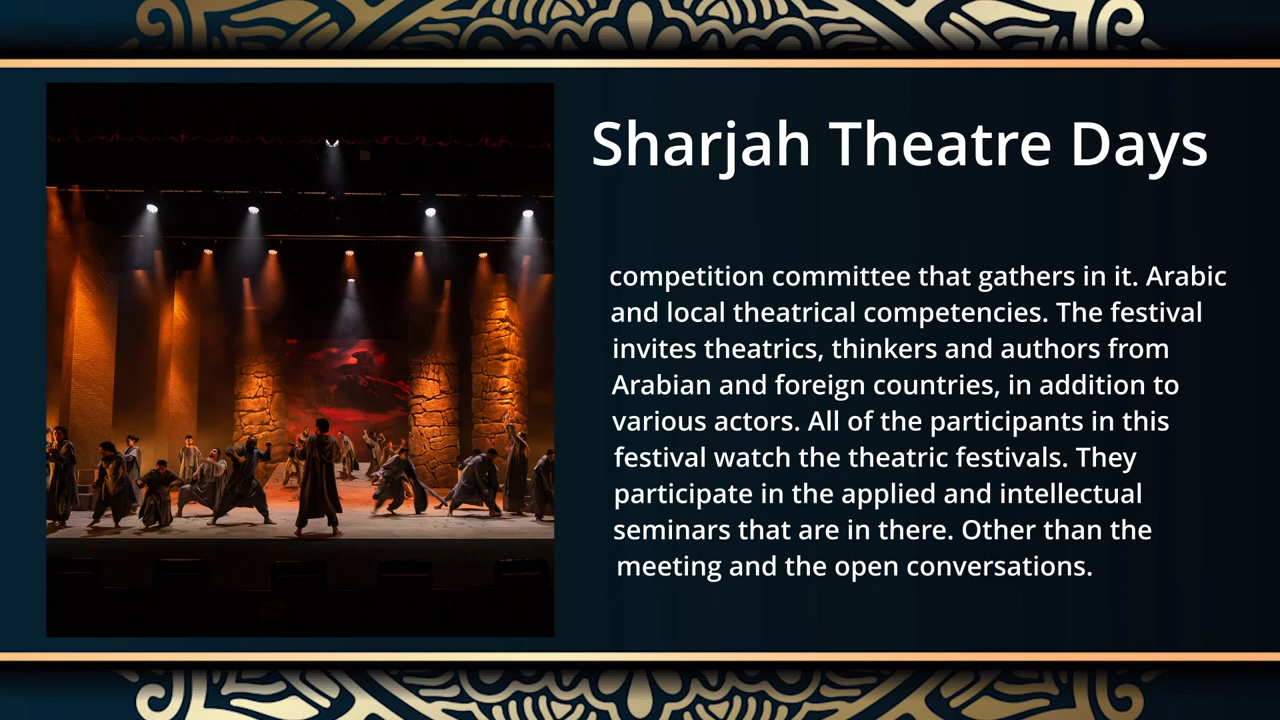 Sharjah Theatre Days
competition committee that gathers in it. Arabic
and local theatrical competencies. The festival
invites theatrics, thinkers and authors from
Arabian and foreign countries, in addition to
various actors. All of the participants in this
festival watch the theatric festivals. They
participate in the applied and intellectual
seminars that are in there. Other than the
meeting and the open conversations.